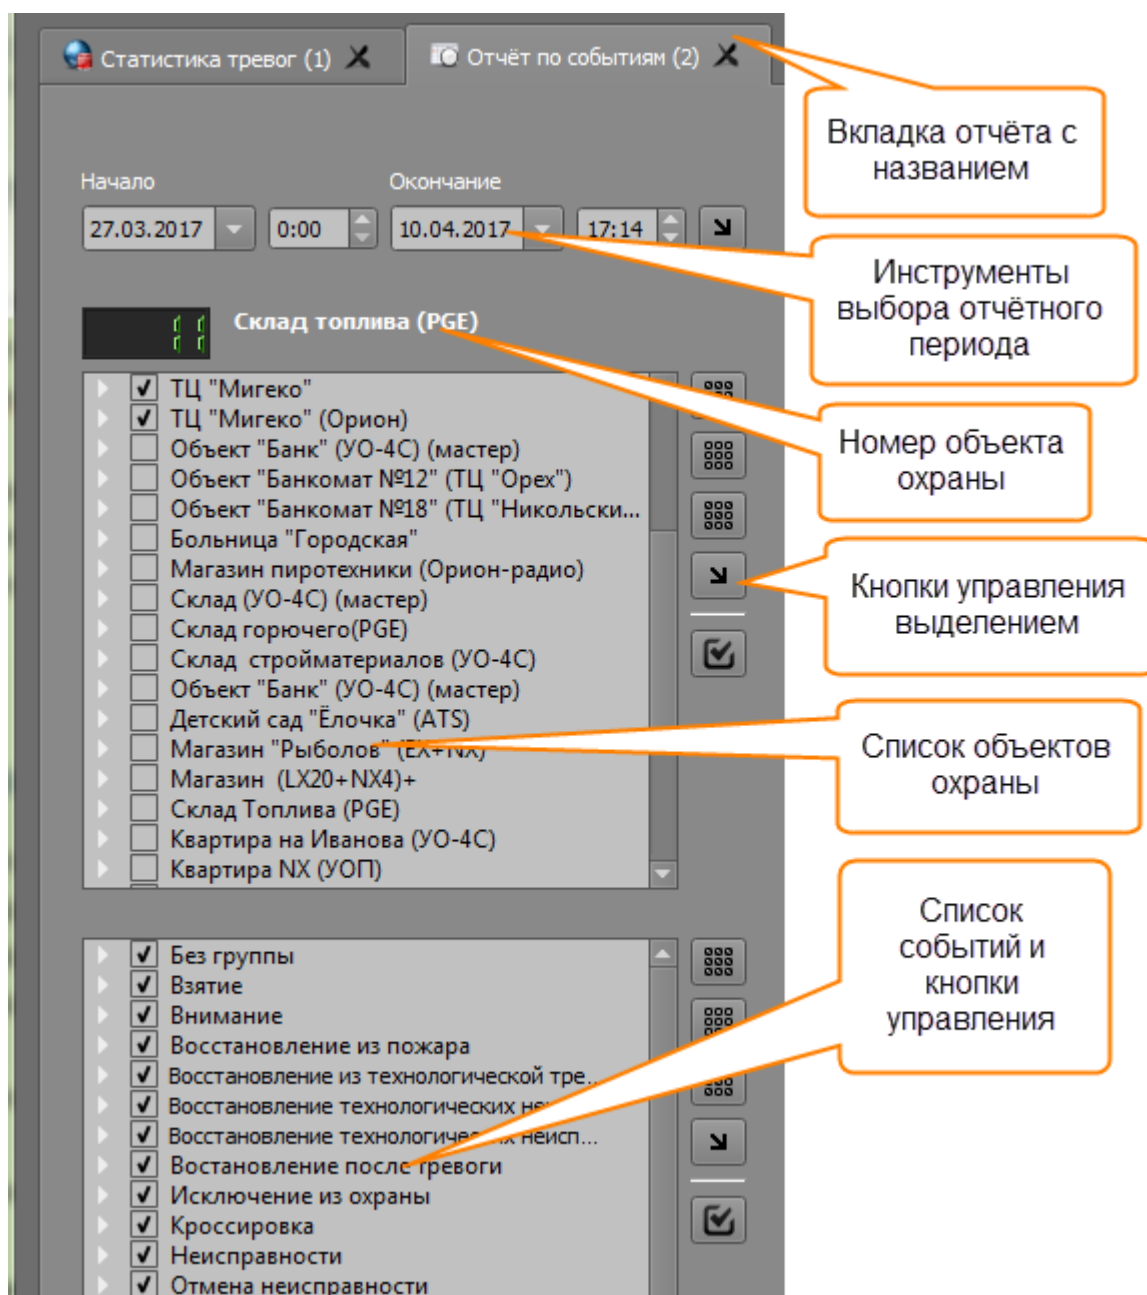 Статистика тревог (1)
Отчёт по событиям (2)
Вкладка отчёта с
названием
Начало
Окончание
27.03.2017
0:00
10.04.2017
17:14
Инструменты
выбора отчётного
периода
11
Склад топлива (PGE)
ТЦ "Мигеко"
ТЦ "Мигеко" (Орион)
Объект "Банк" (УО-4С) (мастер)
Объект "Банкомат №12" (ТЦ "Орех")
Объект "Банкомат №18" (ТЦ "Никольски...
Больница "Городская"
Магазин пиротехники (Орион-радио)
Склад (УО-4С) (мастер)
Склад горючего(PGE)
Склад  стройматериалов (УО-4С)
Объект "Банк" (УО-4С) (мастер)
Детский сад "Ёлочка" (ATS)
Магазин "Рыболов" (EX+NX)
Магазин  (LX20+NX4)+
Склад Топлива (PGE)
Квартира на Иванова (УО-4С)
Квартира NX (УОП)
Номер объекта
охраны
Кнопки управления
выделением
Список объектов
охраны
Без группы
Взятие
Внимание
Восстановление из пожара
Восстановление из технологической тре...
Восстановление технологических
Восстановление технологических неисп...
Востановление после тревоги
Исключение из охраны
Кроссировка
Неисправности
Отмена неисправности
Список
событий и
кнопки
управления